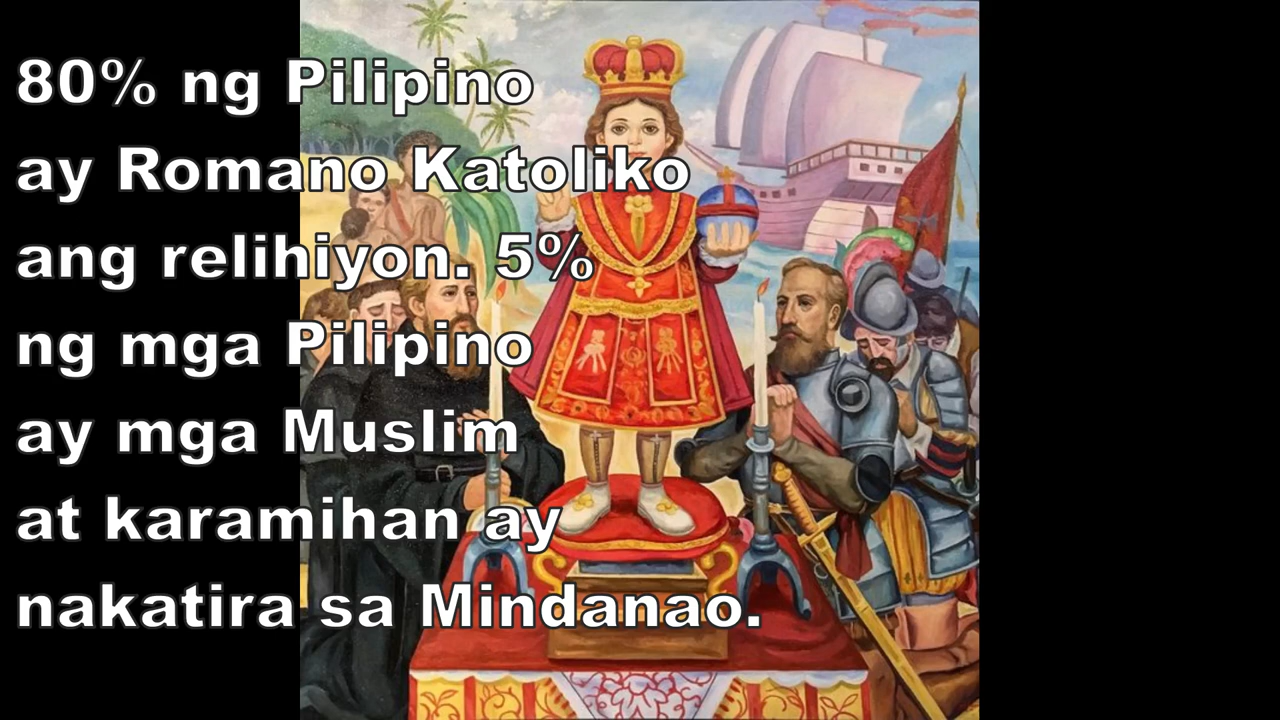 80% ng Pilipino
ay Romano Katoliko
ang relihiyon. 5%
ng mga Pilipino
ay mga Muslim
at karamihan ay
nakatira sa Mindanao.